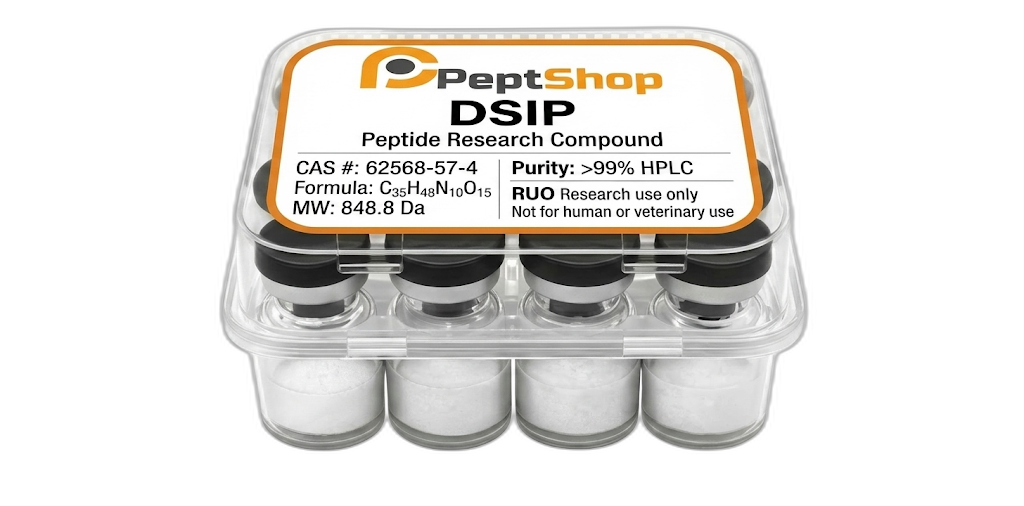 PeptShop
DSIP
Peptide Research Compound
CAS #: 62568-57-4
Formula: C₃₅H₄₈N₁₀O₁₅
MW: 848.8 Da
Purity: >99% HPLC
RUO Research use only
Not for human or veterinary use